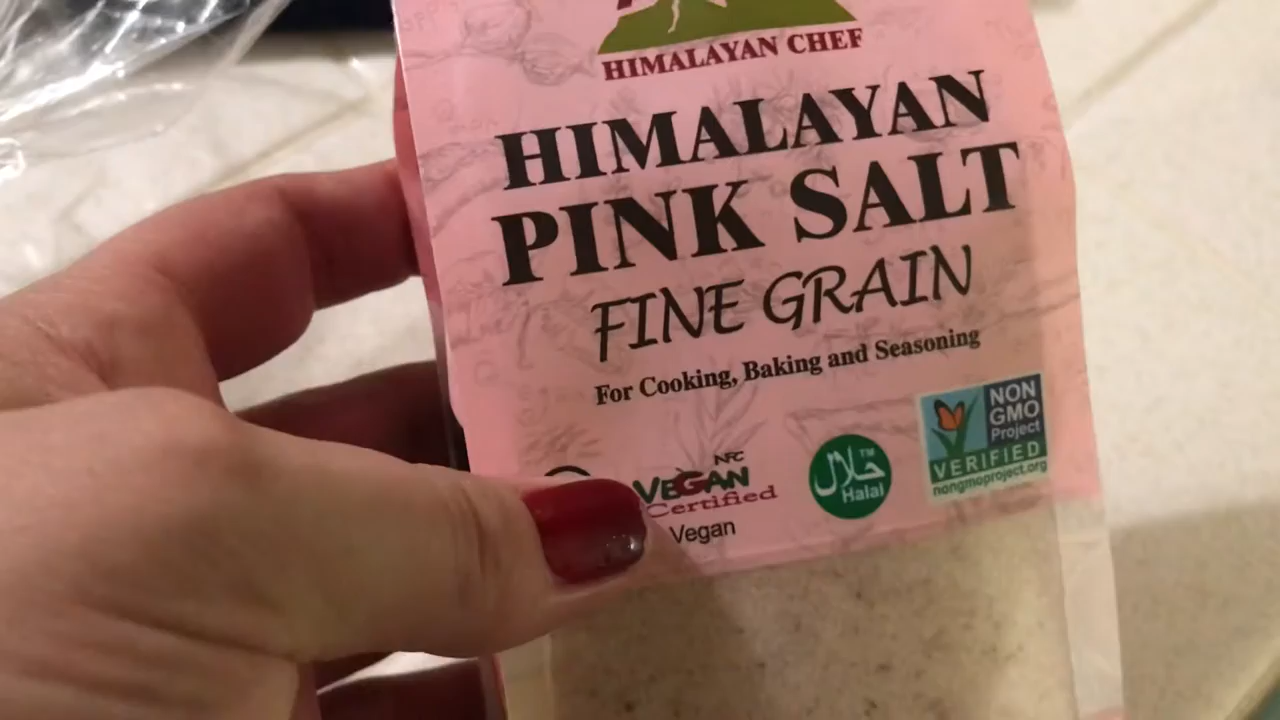 HIMALAYAN CHEF
HIMALAYAN
PINK SALT
FINE GRAIN
For Cooking, Baking and Seasoning
NFC
VEGAN
Certified
Vegan
حلال TM
Halal
NON
GMO
Project
VERIFIED
nongmoproject.org